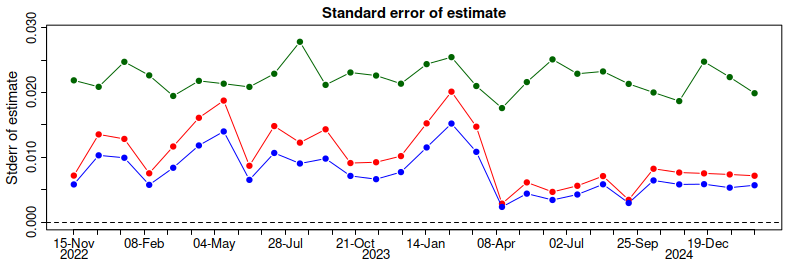 Standard error of estimate
Stderr of estimate
0.030
0.020
0.010
0.000
15-Nov 08-Feb 04-May 28-Jul 21-Oct 14-Jan 08-Apr 02-Jul 25-Sep 19-Dec
2022 2023 2024